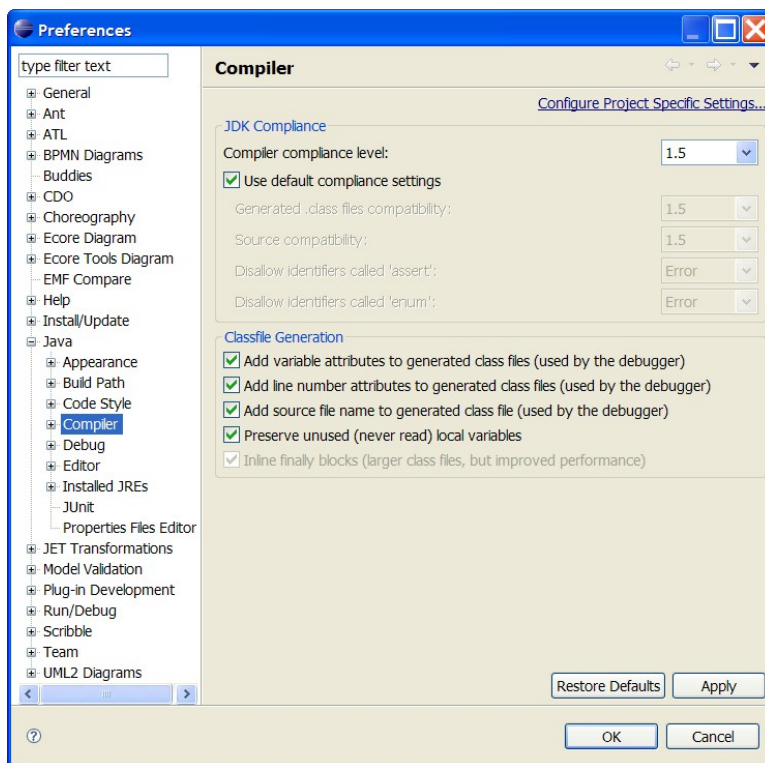 Preferences
type filter text
General
Ant
ATL
BPMN Diagrams
Buddies
CDO
Choreography
Ecore Diagram
Ecore Tools Diagram
EMF Compare
Help
Install/Update
Java
Appearance
Build Path
Code Style
Compiler
Debug
Editor
Installed JREs
JUnit
Properties Files Editor
JET Transformations
Model Validation
Plug-in Development
Run/Debug
Scribble
Team
UML2 Diagrams
Compiler
Configure Project Specific Settings...
JDK Compliance
Compiler compliance level: 1.5
Use default compliance settings
Generated .class files compatibility: 1.5
Source compatibility: 1.5
Disallow identifiers called 'assert': Error
Disallow identifiers called 'enum': Error
Classfile Generation
Add variable attributes to generated class files (used by the debugger)
Add line number attributes to generated class files (used by the debugger)
Add source file name to generated class file (used by the debugger)
Preserve unused (never read) local variables
Inline finally blocks (larger class files, but improved performance)
Restore Defaults Apply
? OK Cancel